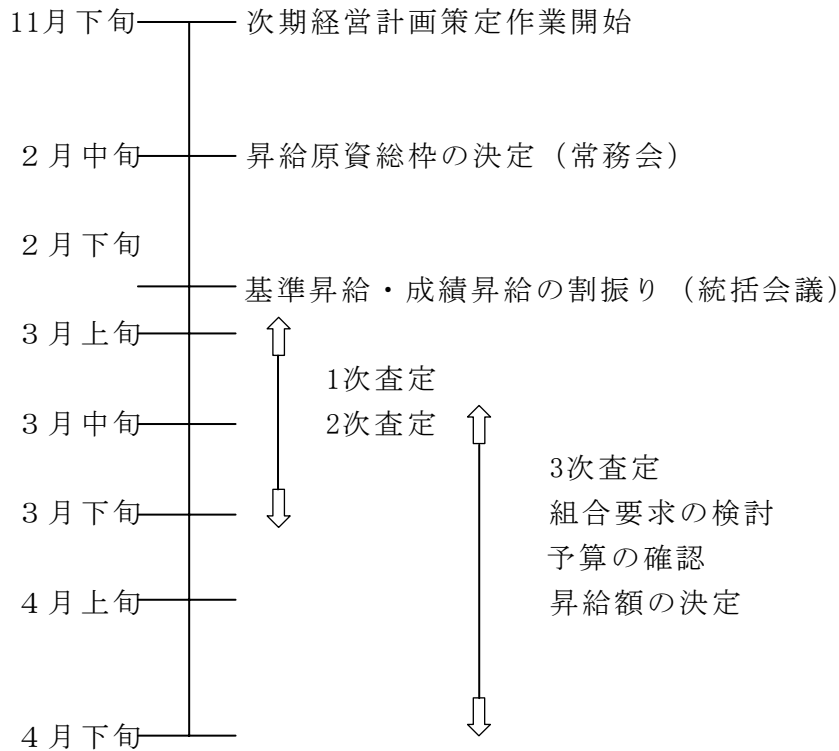 11月下旬 次期経営計画策定作業開始
２月中旬 昇給原資総枠の決定（常務会）
２月下旬
基準昇給・成績昇給の割振り（統括会議）
３月上旬
1次査定
３月中旬 2次査定
3次査定
３月下旬 組合要求の検討
予算の確認
４月上旬 昇給額の決定
４月下旬